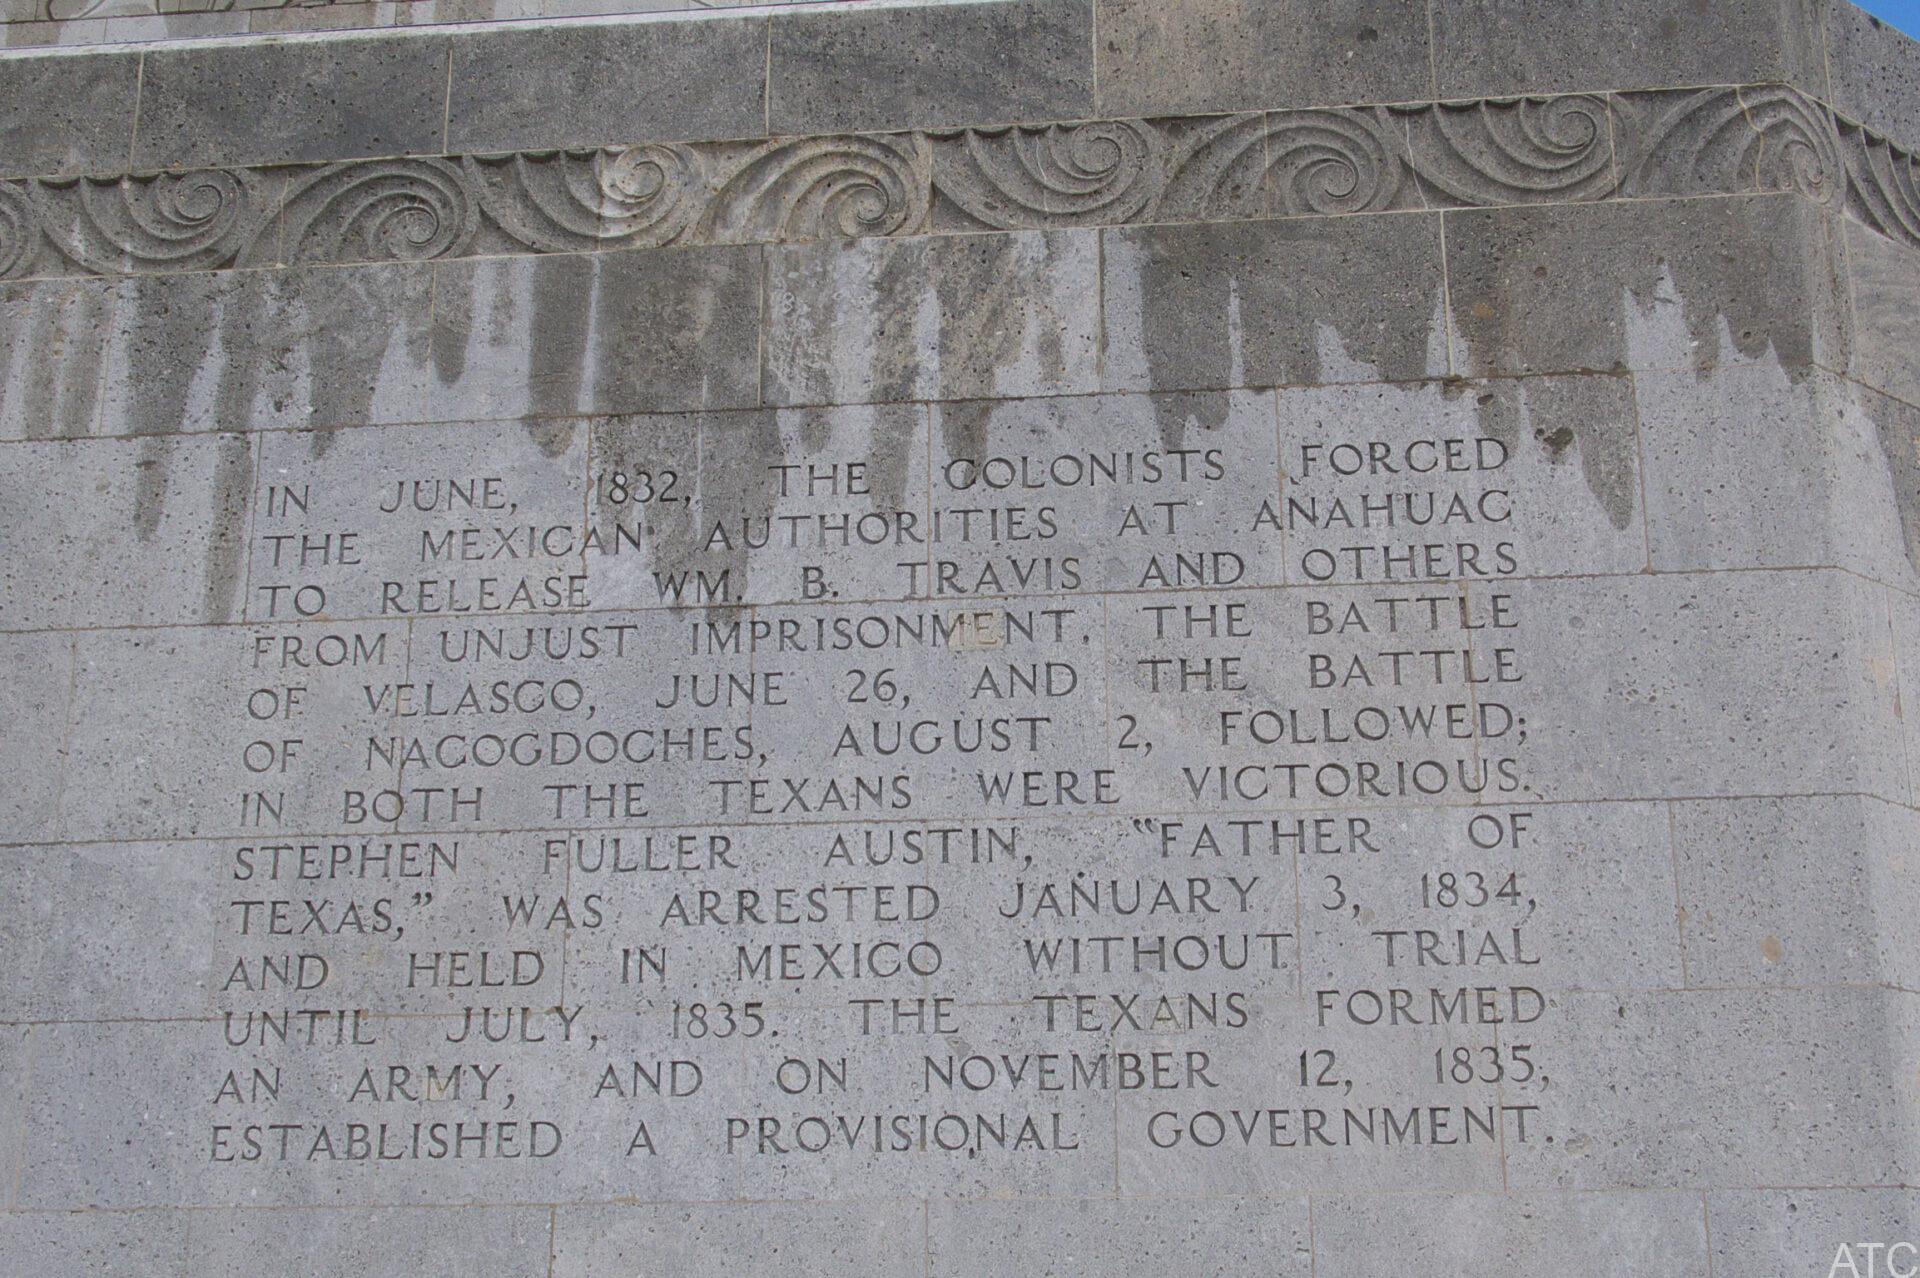 IN JUNE, 1832, THE COLONISTS FORCED
THE MEXICAN AUTHORITIES AT ANAHUAC
TO RELEASE WM. B. TRAVIS AND OTHERS
FROM UNJUST IMPRISONMENT. THE BATTLE
OF VELASCO, JUNE 26, AND THE BATTLE
OF NACOGDOCHES, AUGUST 2, FOLLOWED;
IN BOTH THE TEXANS WERE VICTORIOUS.
STEPHEN FULLER AUSTIN, “FATHER OF
TEXAS,” WAS ARRESTED JANUARY 3, 1834,
AND HELD IN MEXICO WITHOUT TRIAL
UNTIL JULY, 1835. THE TEXANS FORMED
AN ARMY, AND ON NOVEMBER 12, 1835,
ESTABLISHED A PROVISIONAL GOVERNMENT.
ATC